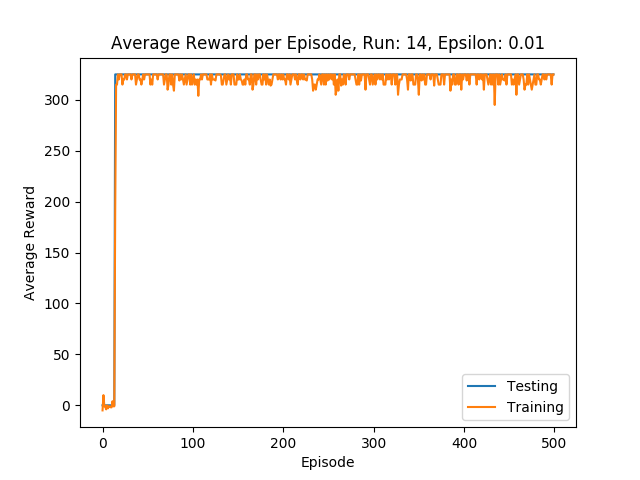 Average Reward per Episode, Run: 14, Epsilon: 0.01
300
250
200
150
100
50
0
Average Reward
0 100 200 300 400 500
Episode
Testing
Training